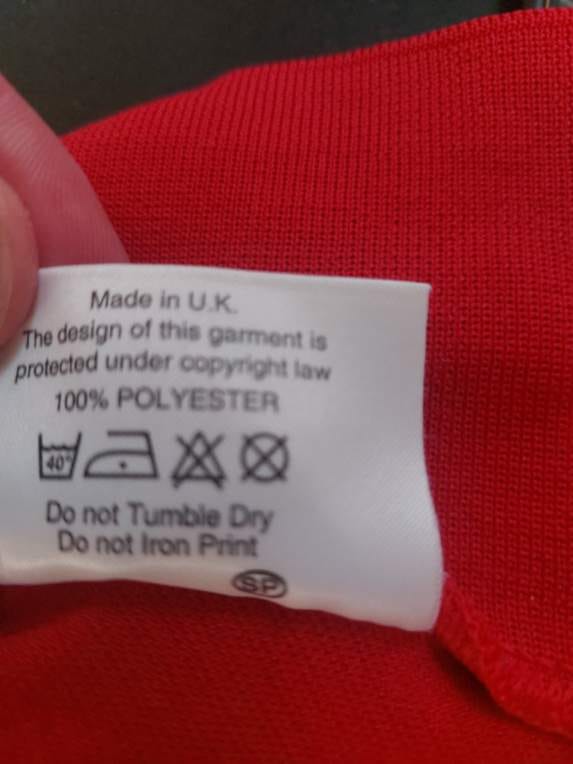 Made in U.K.
The design of this garment is
protected under copyright law
100% POLYESTER
40°
Do not Tumble Dry
Do not Iron Print
SP